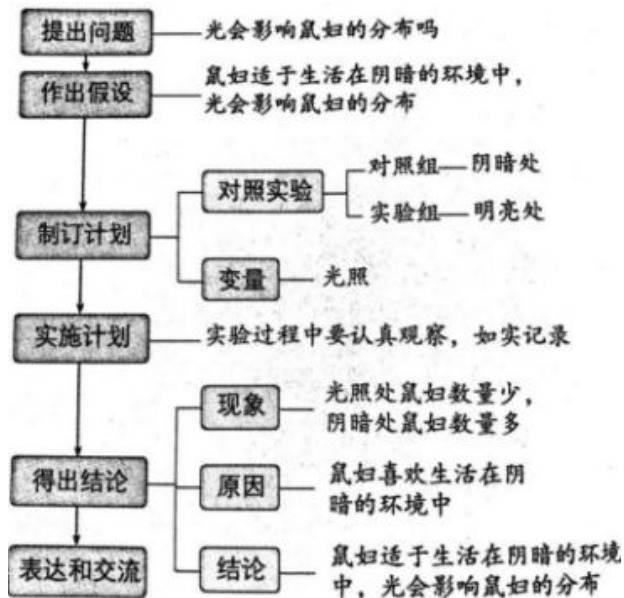 提出问题
光会影响鼠妇的分布吗
作出假设
鼠妇适于生活在阴暗的环境中，
光会影响鼠妇的分布
对照实验
对照组
阴暗处
实验组
明亮处
制订计划
变量
光照
实施计划
实验过程中要认真观察，如实记录
现象
光照处鼠妇数量少，
阴暗处鼠妇数量多
得出结论
原因
鼠妇喜欢生活在阴
暗的环境中
表达和交流
结论
鼠妇适于生活在阴暗的环境
中，光会影响鼠妇的分布